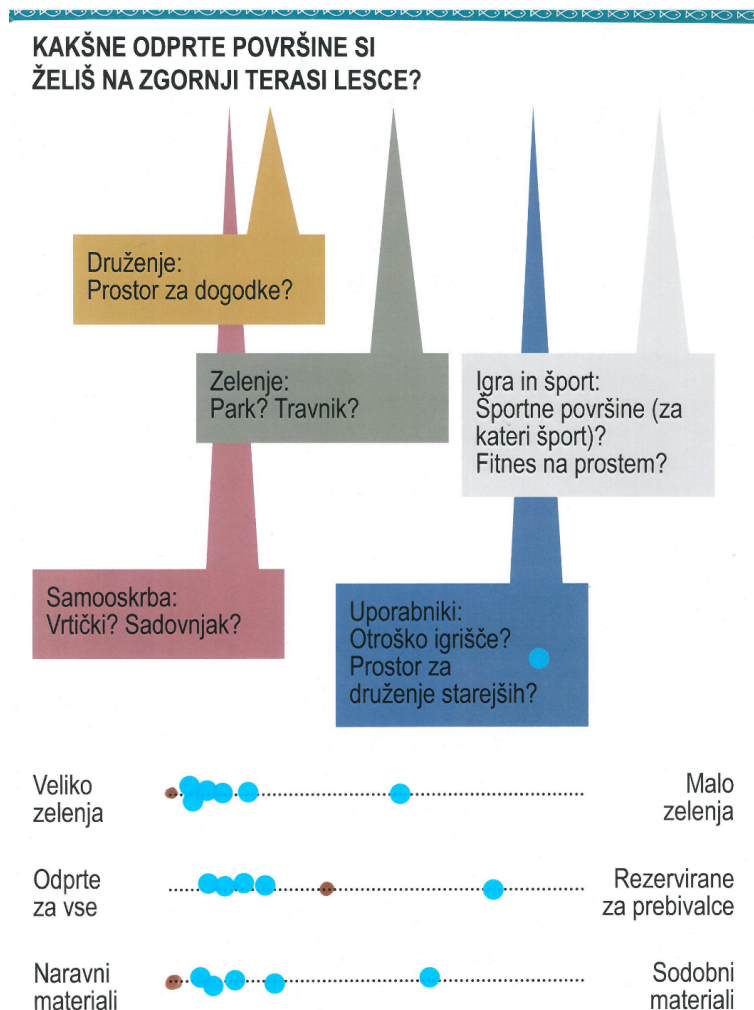 KAKŠNE ODPRTE POVRŠINE SI
ŽELIŠ NA ZGORNJI TERASI LESCE?
Druženje:
Prostor za dogodke?
Zelenje:
Park? Travnik?
Igra in šport:
Športne površine (za
kateri šport)?
Fitnes na prostem?
Samooskrba:
Vrtički? Sadovnjak?
Uporabniki:
Otroško igrišče?
Prostor za
druženje starejših?
Veliko
zelenja
Malo
zelenja
Odprte
za vse
Rezervirane
za prebivalce
Naravni
materiali
Sodobni
materiali